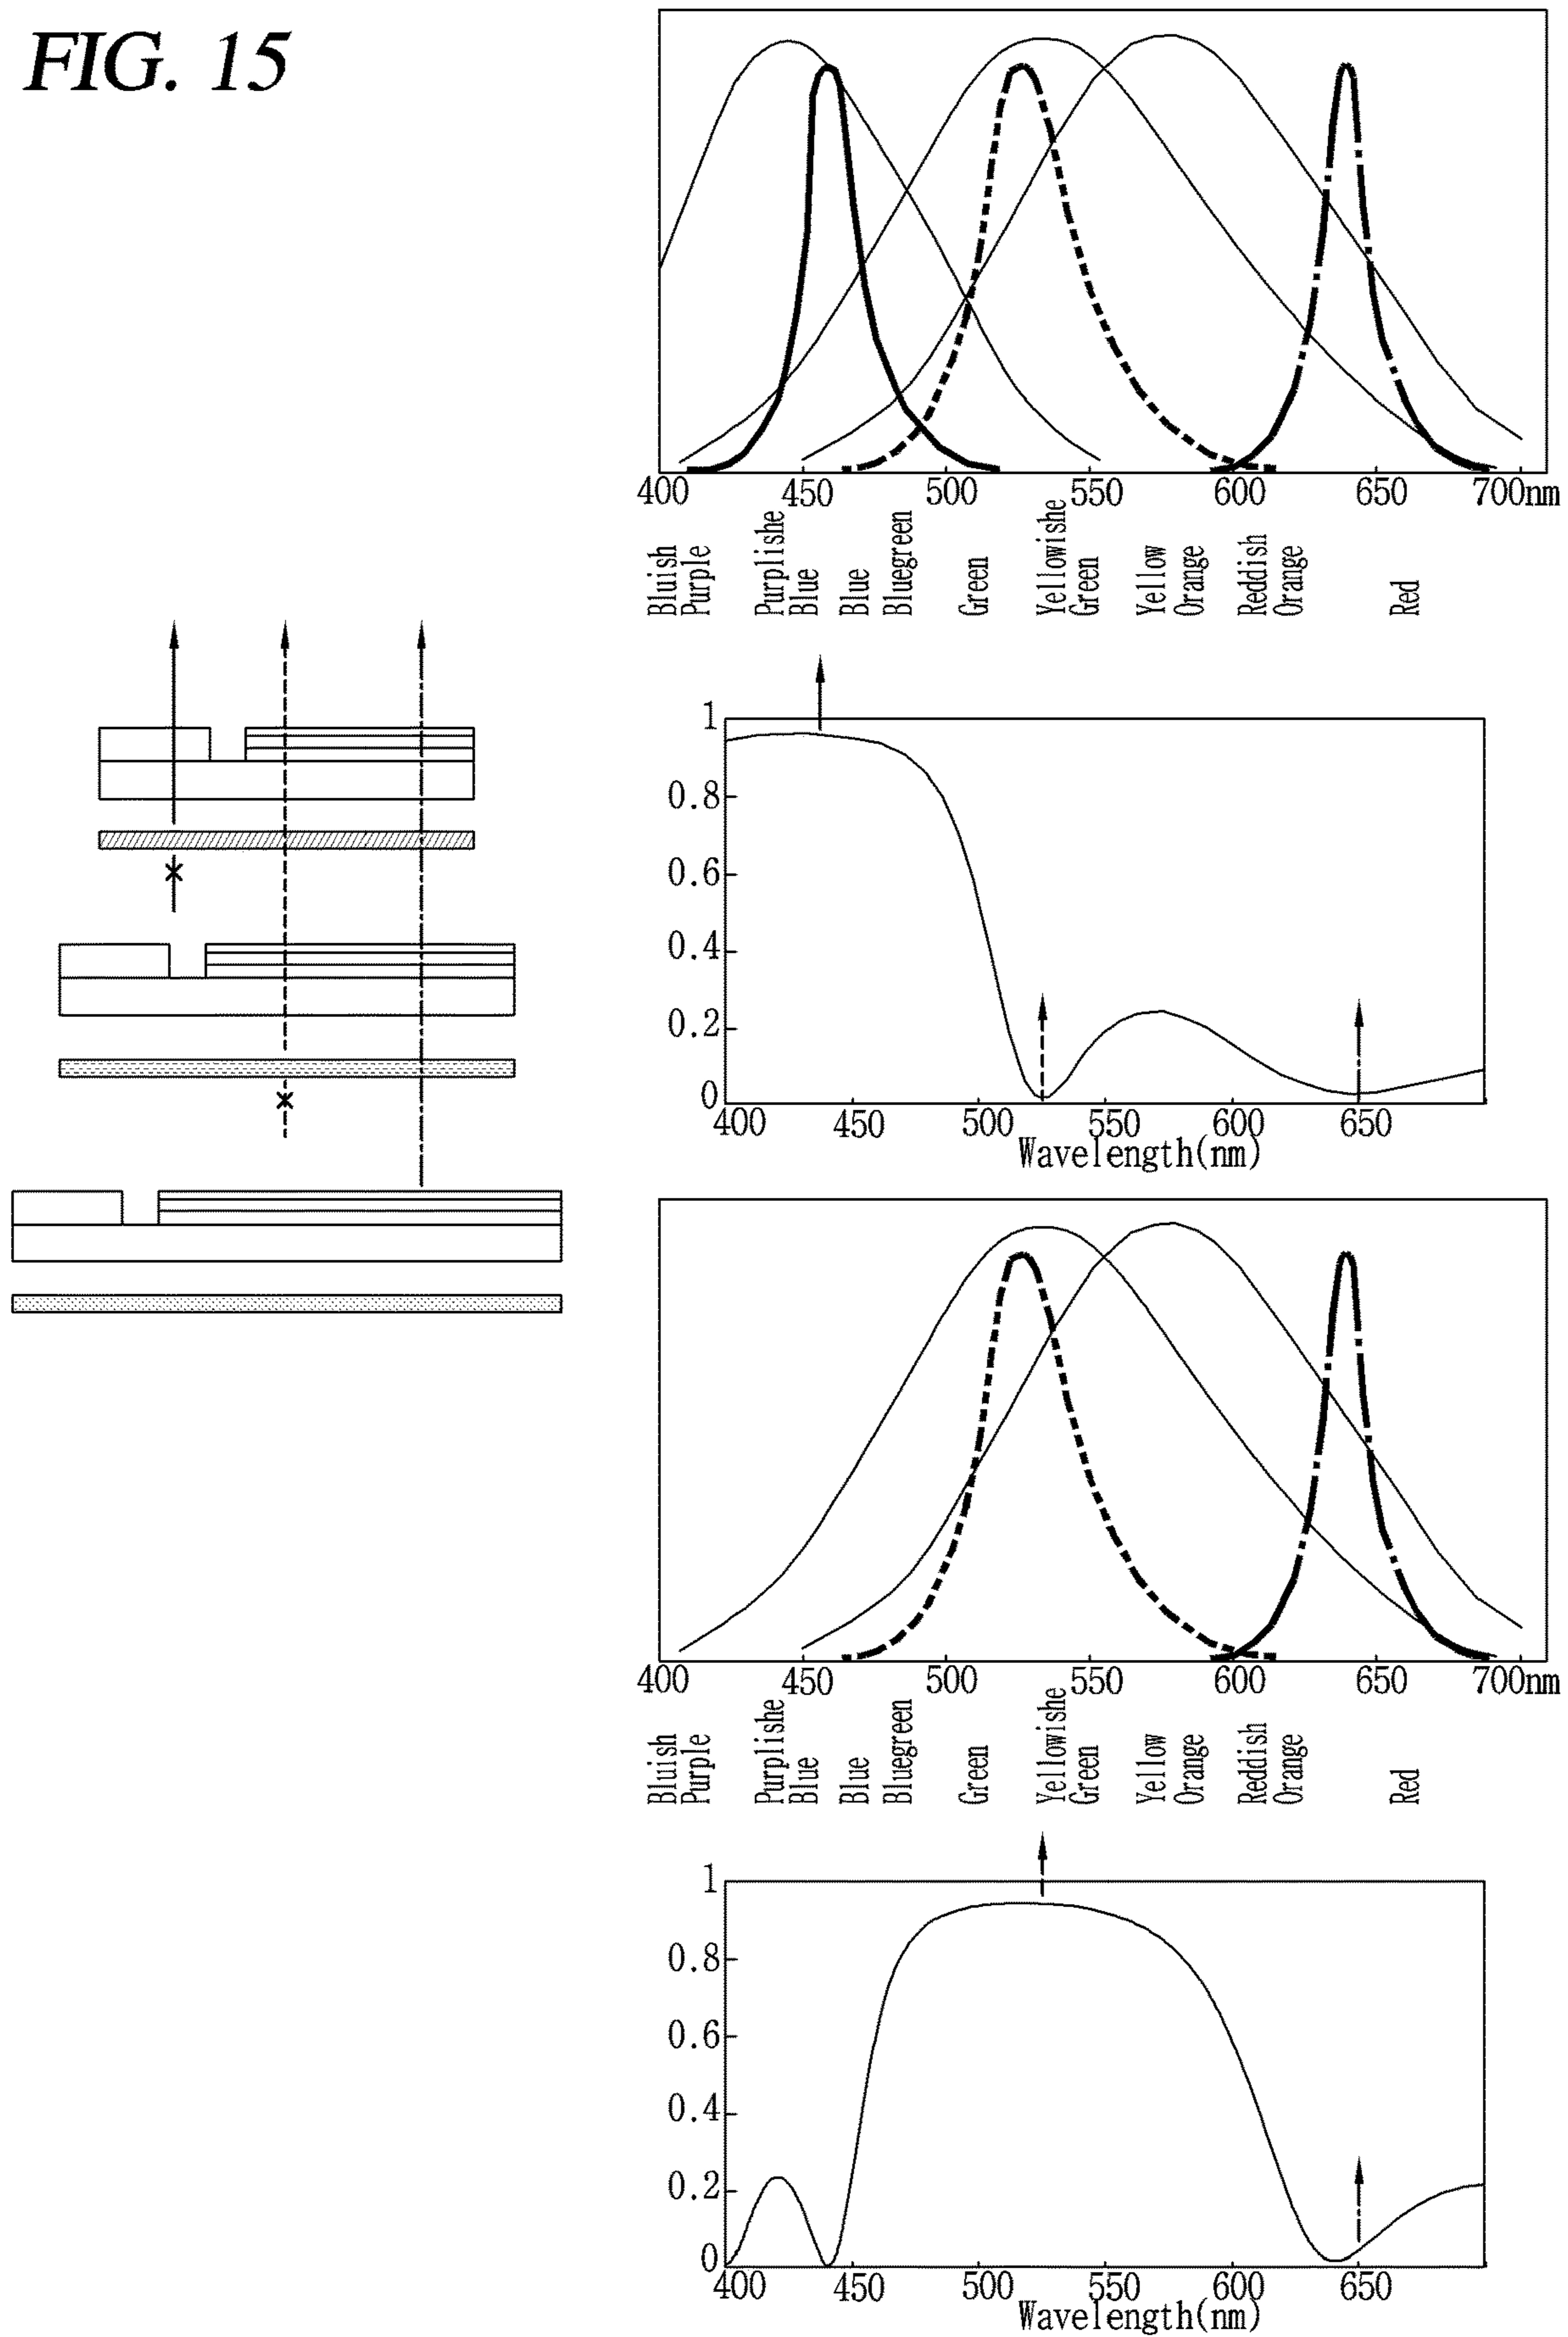 FIG. 15
400 450 500 550 600 650 700nm
Bluish
Purple
Purplishe
Blue
Blue
Bluegreen
Green
Yellowishe
Green
Yellow
Orange
Reddish
Orange
Red
1
0.8
0.6
0.4
0.2
0
400 450 500 550 600 650
Wavelength(nm)
400 450 500 550 600 650 700nm
Bluish
Purple
Purplishe
Blue
Blue
Bluegreen
Green
Yellowishe
Green
Yellow
Orange
Reddish
Orange
Red
1
0.8
0.6
0.4
0.2
0
400 450 500 550 600 650
Wavelength(nm)